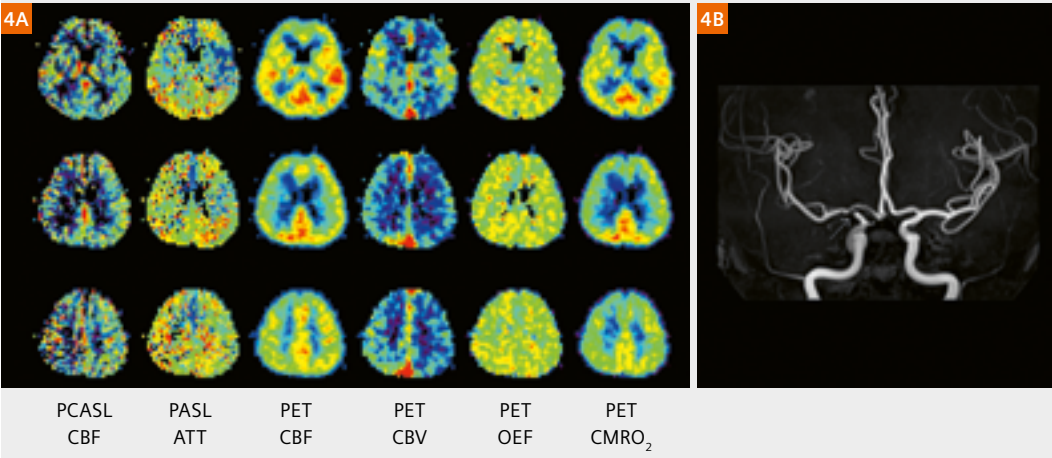 4A
4B
PCASL PASL PET PET PET PET
CBF ATT CBF CBV OEF CMRO₂